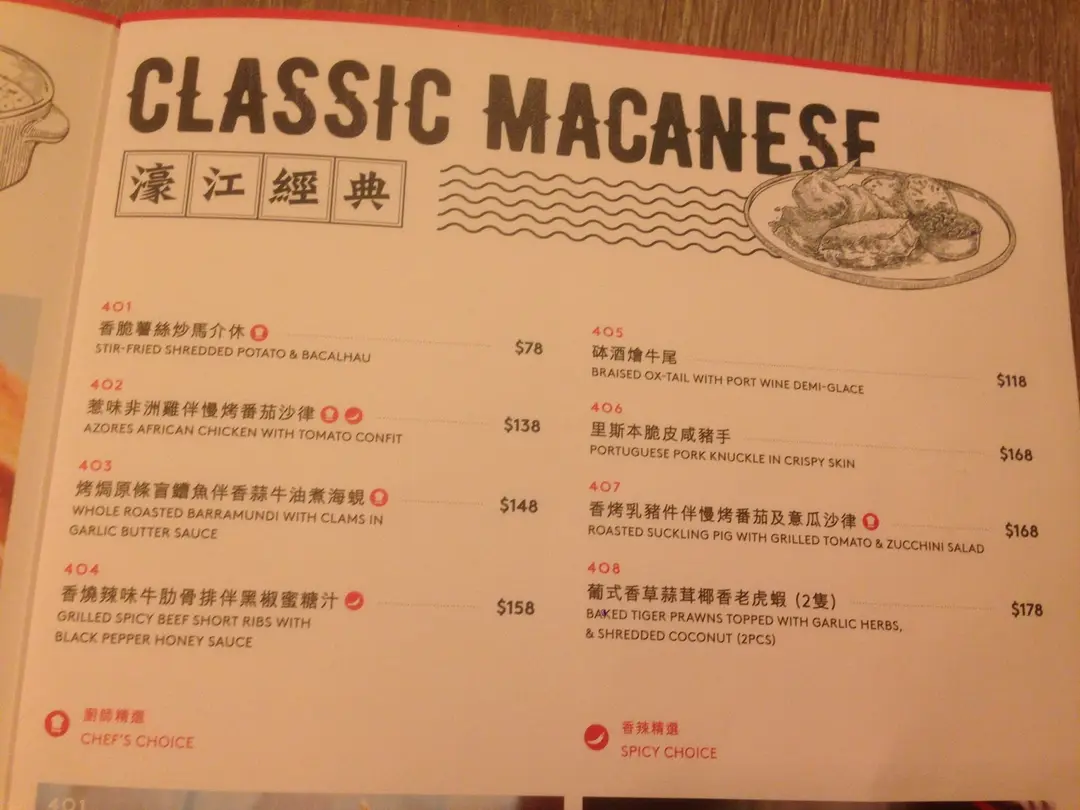 CLASSIC MACANESE
濠江經典
401
香脆薯絲炒馬介休
STIR-FRIED SHREDDED POTATO & BACALHAU
$78
402
惹味非洲雞伴慢烤番茄沙律
AZORES AFRICAN CHICKEN WITH TOMATO CONFIT
$138
403
烤焗原條盲鰽魚伴香蒜牛油煮海蜆
WHOLE ROASTED BARRAMUNDI WITH CLAMS IN
GARLIC BUTTER SAUCE
$148
404
香燒辣味牛肋骨排伴黑椒蜜糖汁
GRILLED SPICY BEEF SHORT RIBS WITH
BLACK PEPPER HONEY SAUCE
$158
405
砵酒燴牛尾
BRAISED OX-TAIL WITH PORT WINE DEMI-GLACE
$118
406
里斯本脆皮咸豬手
PORTUGUESE PORK KNUCKLE IN CRISPY SKIN
$168
407
香烤乳豬件伴慢烤番茄及意瓜沙律
ROASTED SUCKLING PIG WITH GRILLED TOMATO & ZUCCHINI SALAD
$168
408
葡式香草蒜茸椰香老虎蝦 (2隻)
BAKED TIGER PRAWNS TOPPED WITH GARLIC HERBS,
& SHREDDED COCONUT (2PCS)
$178
廚師精選
CHEF'S CHOICE
香辣精選
SPICY CHOICE
401